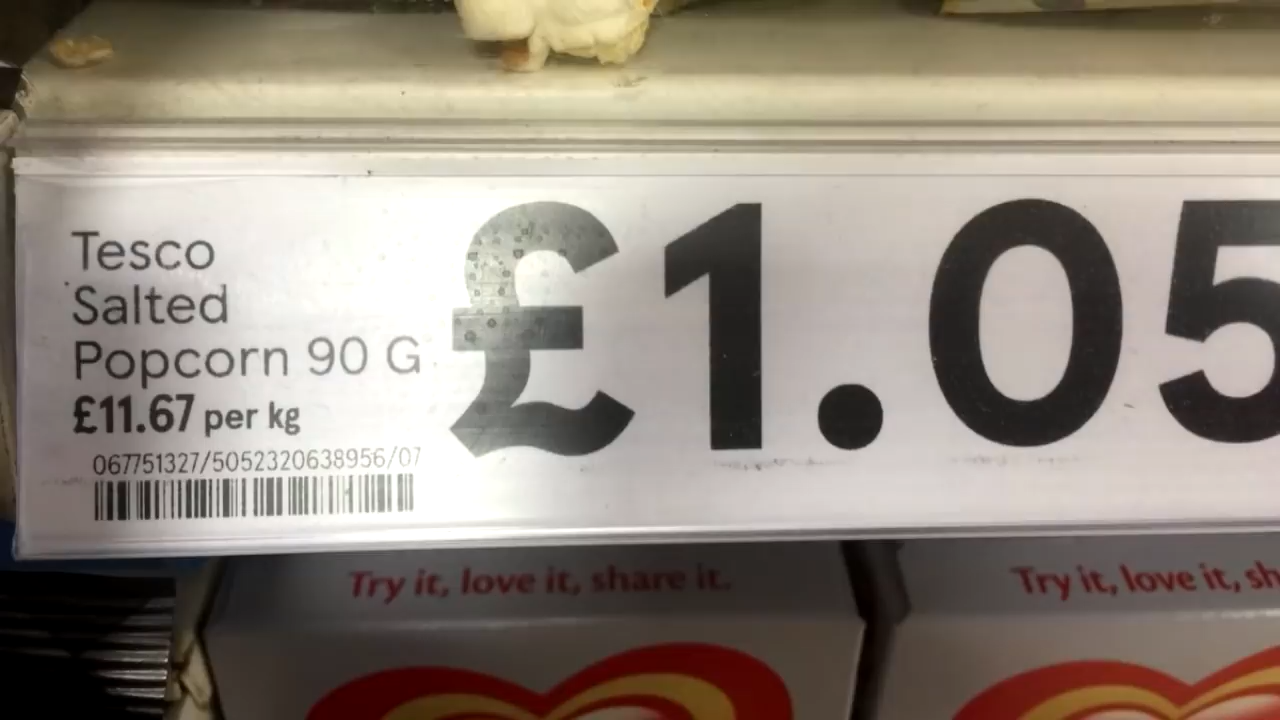 Tesco
Salted
Popcorn 90 G
£11.67 per kg
067751327/5052320638956/07
£1.05
Try it, love it, share it.
Try it, love it, sh